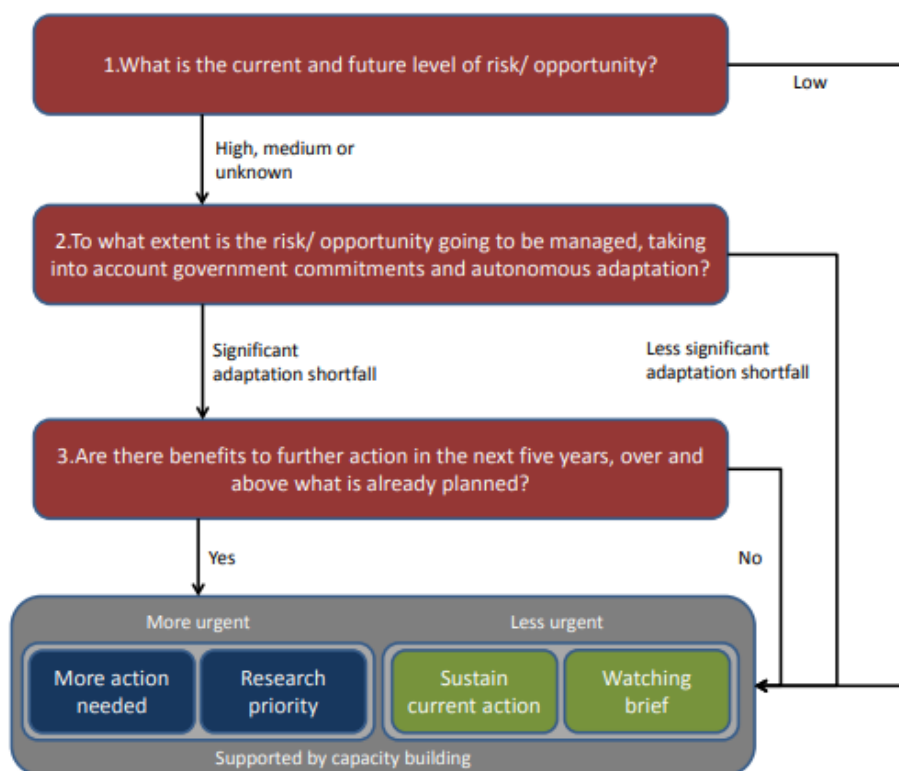 1.What is the current and future level of risk/ opportunity?
Low
High, medium or
unknown
2.To what extent is the risk/ opportunity going to be managed, taking
into account government commitments and autonomous adaptation?
Significant
adaptation shortfall
Less significant
adaptation shortfall
3.Are there benefits to further action in the next five years, over and
above what is already planned?
Yes
No
More urgent
Less urgent
More action
needed
Research
priority
Sustain
current action
Watching
brief
Supported by capacity building